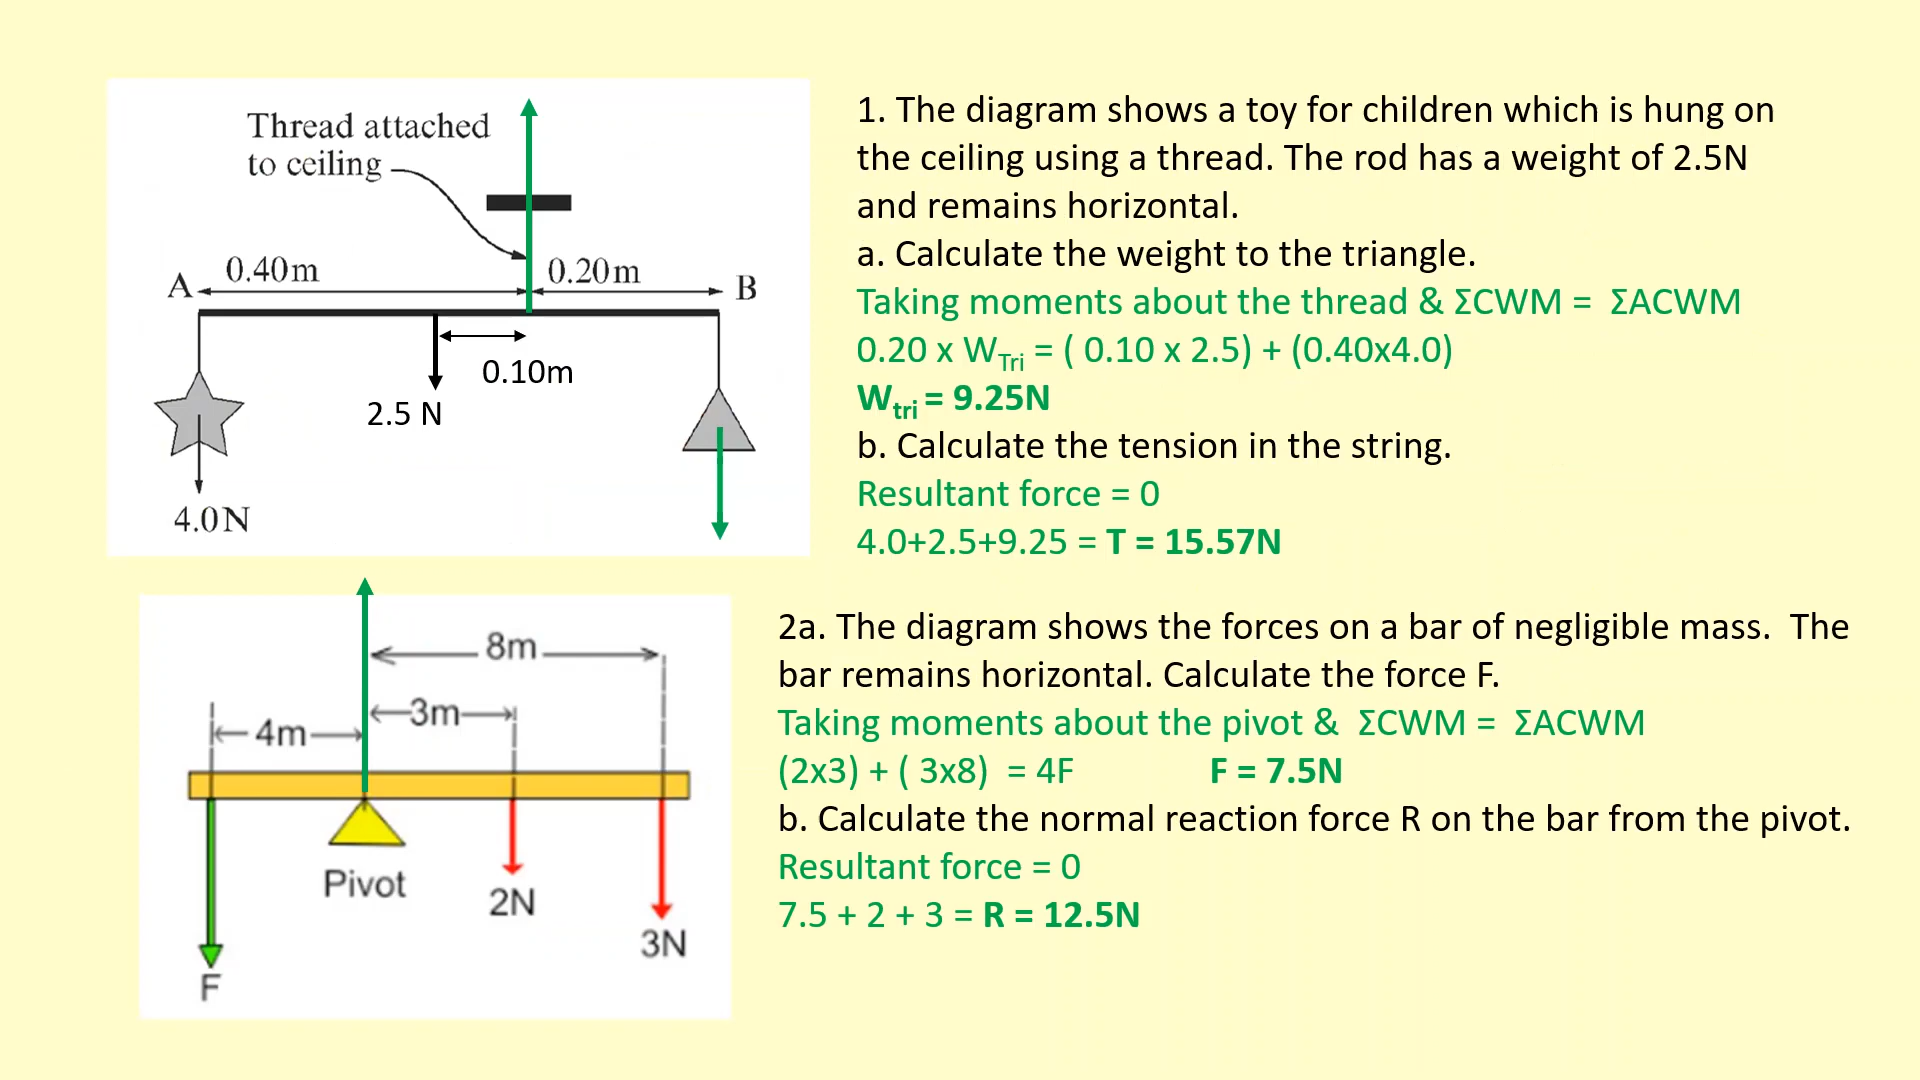 Thread attached
to ceiling
A
0.40m
0.20m
B
0.10m
2.5 N
4.0N
1. The diagram shows a toy for children which is hung on
the ceiling using a thread. The rod has a weight of 2.5N
and remains horizontal.
a. Calculate the weight to the triangle.
Taking moments about the thread & ΣCWM = ΣACWM
0.20 x WTri = ( 0.10 x 2.5) + (0.40x4.0)
Wtri = 9.25N
b. Calculate the tension in the string.
Resultant force = 0
4.0+2.5+9.25 = T = 15.57N
8m
3m
4m
Pivot
2N
3N
F
2a. The diagram shows the forces on a bar of negligible mass. The
bar remains horizontal. Calculate the force F.
Taking moments about the pivot & ΣCWM = ΣACWM
(2x3) + ( 3x8) = 4F F = 7.5N
b. Calculate the normal reaction force R on the bar from the pivot.
Resultant force = 0
7.5 + 2 + 3 = R = 12.5N